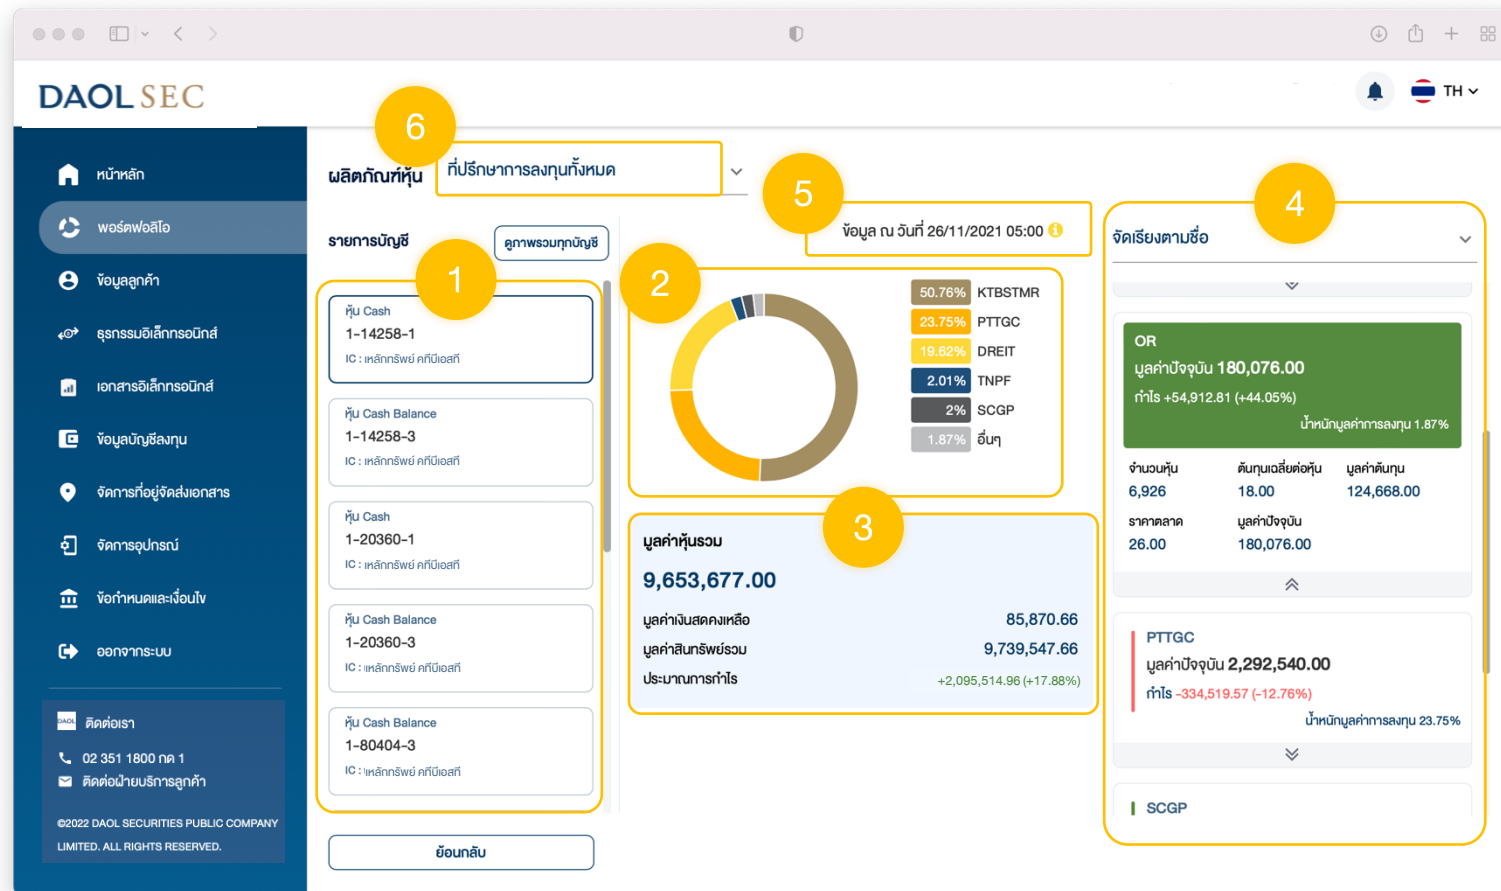 DAOL SEC
TH
หน้าหลัก
พอร์ตฟอลิโอ
ข้อมูลลูกค้า
ธุรกรรมอิเล็กทรอนิกส์
เอกสารอิเล็กทรอนิกส์
ข้อมูลบัญชีลงทุน
จัดการที่อยู่จัดส่งเอกสาร
จัดการอุปกรณ์
ข้อกำหนดและเงื่อนไข
ออกจากระบบ
DAOL ติดต่อเรา
02 351 1800 กด 1
ติดต่อฝ่ายบริการลูกค้า
©2022 DAOL SECURITIES PUBLIC COMPANY
LIMITED. ALL RIGHTS RESERVED.
6
ผลิตภัณฑ์หุ้น ที่ปรึกษาการลงทุนทั้งหมด
รายการบัญชี ดูภาพรวมทุกบัญชี
1
หุ้น Cash
1-14258-1
IC : เหลักทรัพย์ คทีบีเอสที
หุ้น Cash Balance
1-14258-3
IC : เหลักทรัพย์ คทีบีเอสที
หุ้น Cash
1-20360-1
IC : เหลักทรัพย์ คทีบีเอสที
หุ้น Cash Balance
1-20360-3
IC : เหลักทรัพย์ คทีบีเอสที
หุ้น Cash Balance
1-80404-3
IC : เหลักทรัพย์ คทีบีเอสที
ย้อนกลับ
5
ข้อมูล ณ วันที่ 26/11/2021 05:00
2
50.76% KTBSTMR
23.75% PTTGC
19.62% DREIT
2.01% TNPF
2% SCGP
1.87% อื่นๆ
3
มูลค่าหุ้นรวม
9,653,677.00
มูลค่าเงินสดคงเหลือ 85,870.66
มูลค่าสินทรัพย์รวม 9,739,547.66
ประมาณการกำไร +2,095,514.96 (+17.88%)
4
จัดเรียงตามชื่อ
OR
มูลค่าปัจจุบัน 180,076.00
กำไร +54,912.81 (+44.05%)
น้ำหนักมูลค่าการลงทุน 1.87%
จำนวนหุ้น ต้นทุนเฉลี่ยต่อหุ้น มูลค่าต้นทุน
6,926 18.00 124,668.00
ราคาตลาด มูลค่าปัจจุบัน
26.00 180,076.00
PTTGC
มูลค่าปัจจุบัน 2,292,540.00
กำไร -334,519.57 (-12.76%)
น้ำหนักมูลค่าการลงทุน 23.75%
SCGP